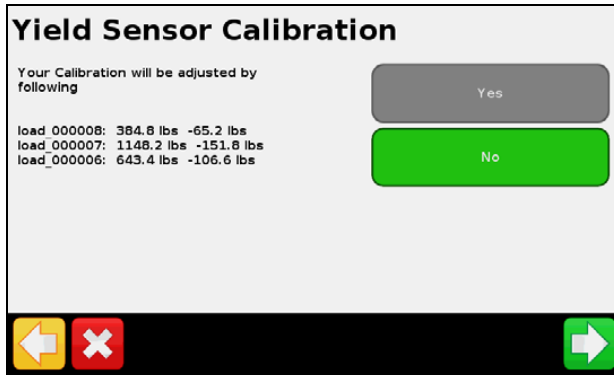 Yield Sensor Calibration
Your Calibration will be adjusted by
following
Yes
load_000008: 384.8 lbs -65.2 lbs
load_000007: 1148.2 lbs -151.8 lbs
load_000006: 643.4 lbs -106.6 lbs
No